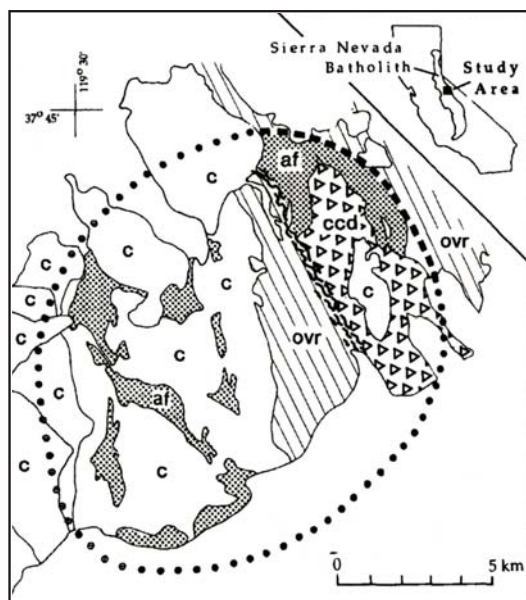 Sierra Nevada
Batholith
Study
Area
119° 30'
37° 45'
c
af
ccd
ovr
c
c
c
c
c
c
ovr
c
c
af
c
c
0
5 km